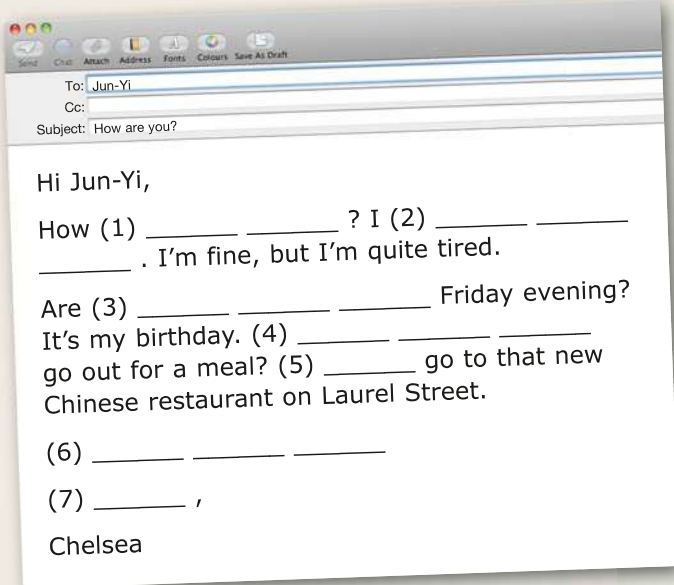 Send Chat Attach Address Fonts Colours Save As Draft
To: Jun-Yi
Cc:
Subject: How are you?
Hi Jun-Yi,
How (1) ______ ______ ? I (2) ______ ______
______ . I'm fine, but I'm quite tired.
Are (3) ______ ______ ______ Friday evening?
It's my birthday. (4) ______ ______ ______
go out for a meal? (5) ______ go to that new
Chinese restaurant on Laurel Street.
(6) ______ ______ ______
(7) ______ ,
Chelsea